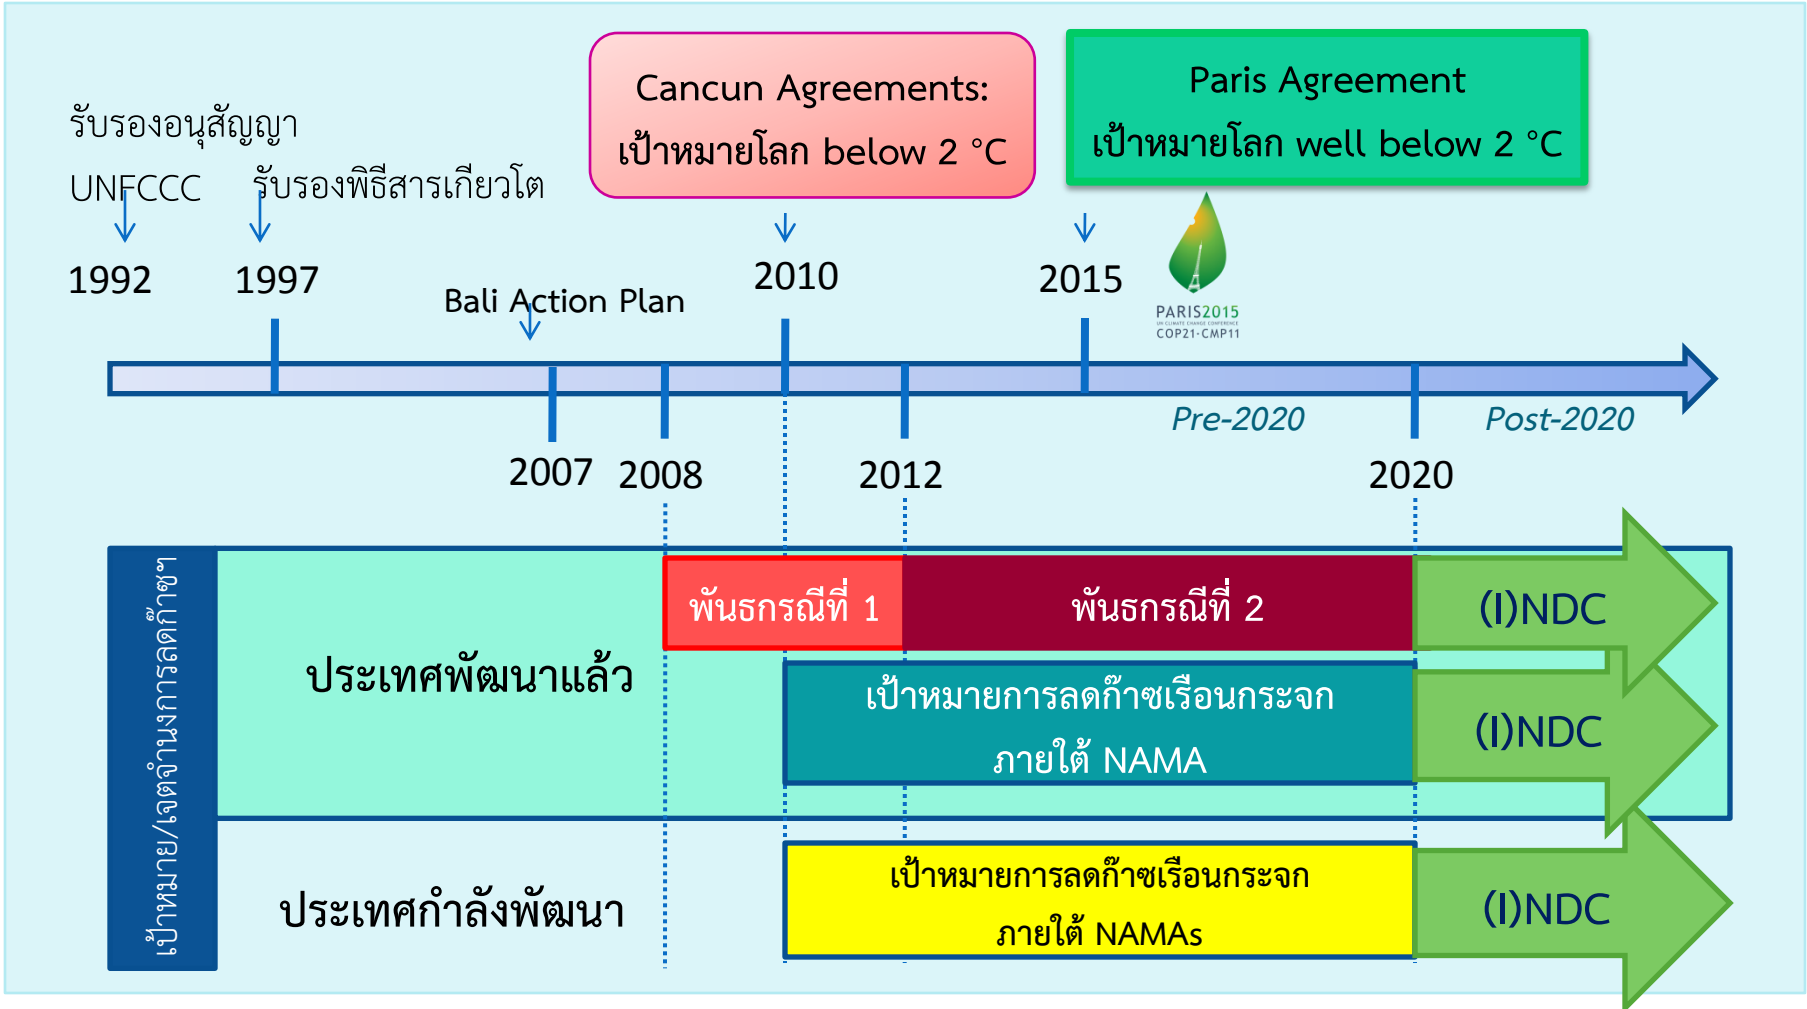 Cancun Agreements:
เป้าหมายโลก below 2 °C
Paris Agreement
เป้าหมายโลก well below 2 °C
รับรองอนุสัญญา
UNFCCC
รับรองพิธีสารเกียวโต
1992
1997
Bali Action Plan
2010
2015
PARIS2015
UN CLIMATE CHANGE CONFERENCE
COP21·CMP11
Pre-2020
Post-2020
2007
2008
2012
2020
เป้าหมาย/เจตจำนงการลดก๊าซฯ
ประเทศพัฒนาแล้ว
พันธกรณีที่ 1
พันธกรณีที่ 2
(I)NDC
เป้าหมายการลดก๊าซเรือนกระจก
ภายใต้ NAMA
(I)NDC
ประเทศกำลังพัฒนา
เป้าหมายการลดก๊าซเรือนกระจก
ภายใต้ NAMAs
(I)NDC